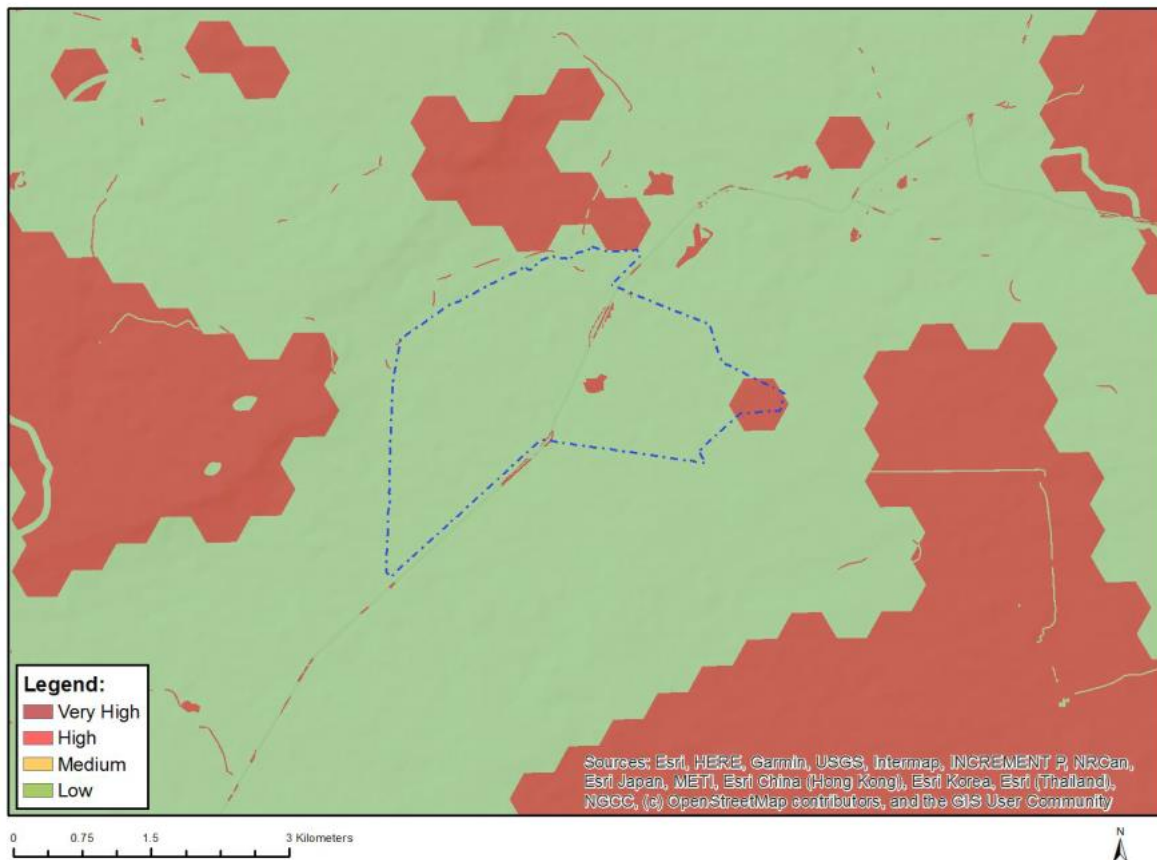 Legend:
Very High
High
Medium
Low
Sources: Esri, HERE, Garmin, USGS, Intermap, INCREMENT P, NRCan,
Esri Japan, METI, Esri China (Hong Kong), Esri Korea, Esri (Thailand),
NGCC, (c) OpenStreetMap contributors, and the GIS User Community
0 0.75 1.5 3 Kilometers
N